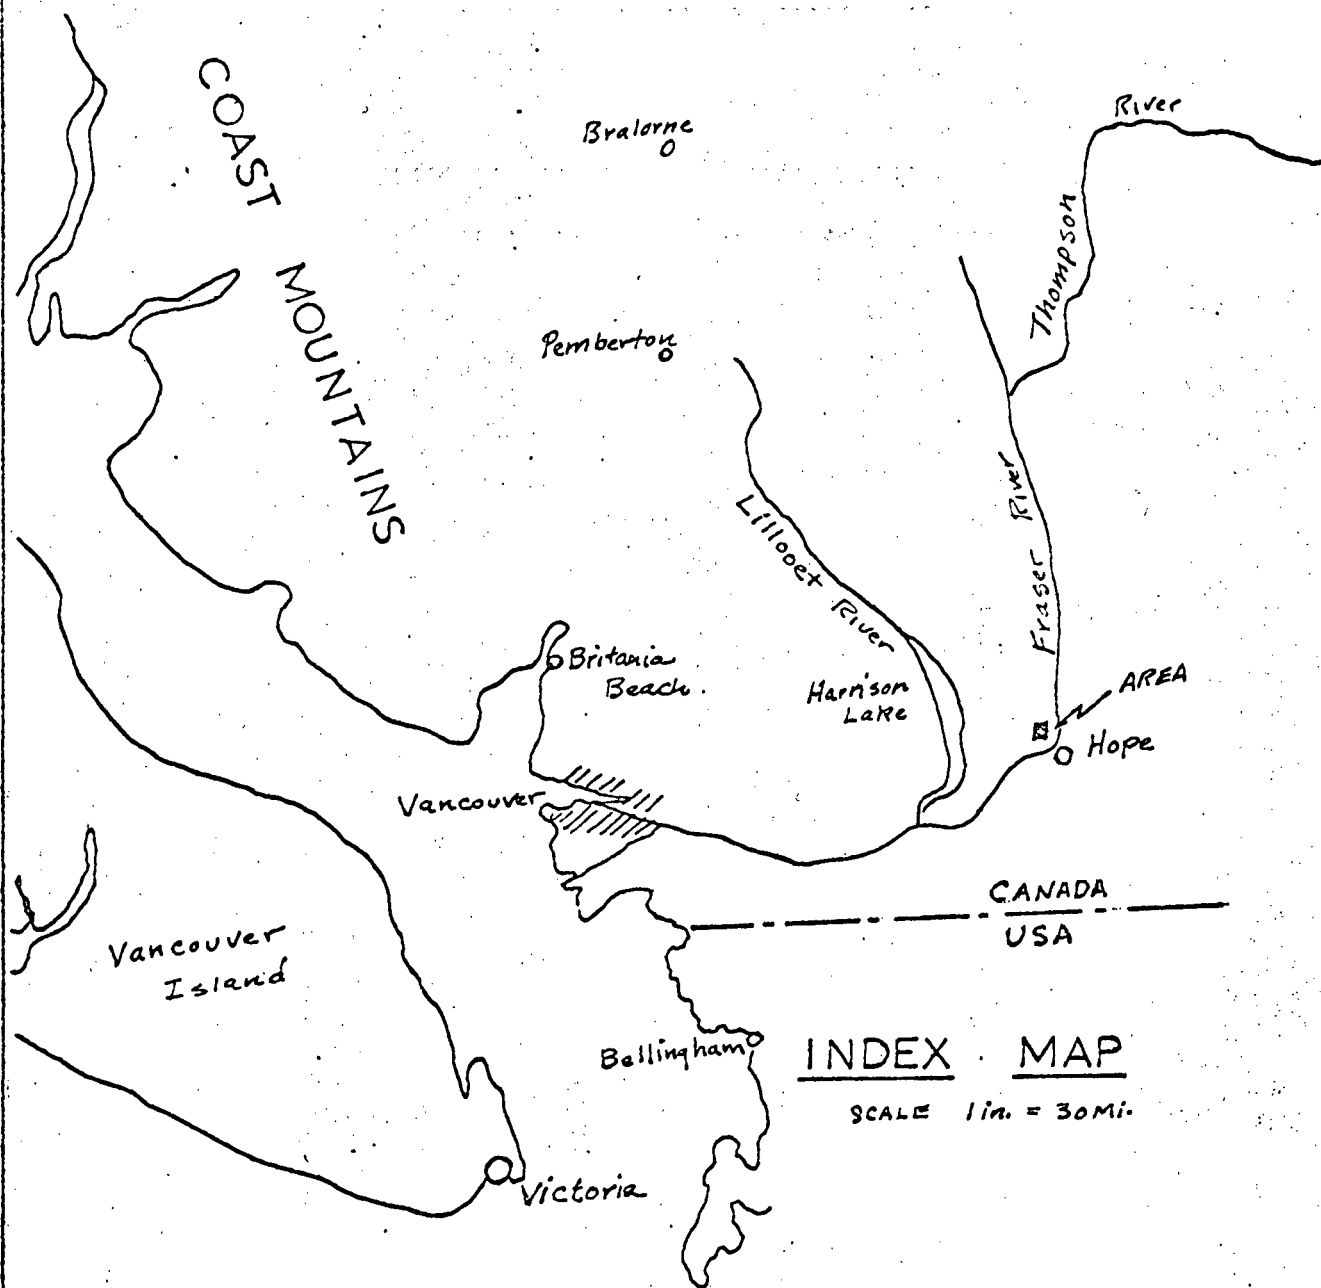 COAST
MOUNTAINS
Bralorne
River
Thompson
Pemberton
Lillooet River
Fraser River
Britania
Beach.
Harrison
Lake
AREA
Hope
Vancouver
CANADA
USA
Vancouver
Island
Bellingham
INDEX MAP
SCALE 1 in. = 30 Mi.
Victoria